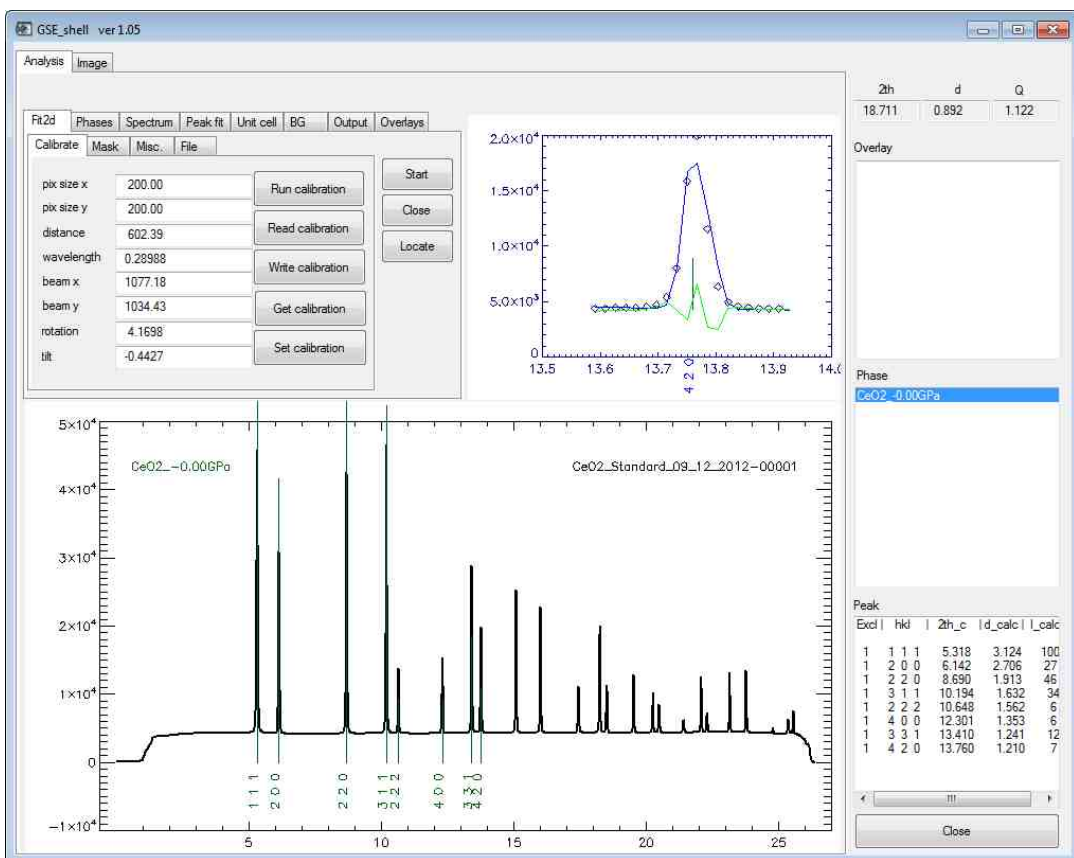 GSE_shell ver 1.05
Analysis Image
Fit2d Phases Spectrum Peak fit Unit cell BG Output Overlays
Calibrate Mask Misc. File
pix size x 200.00
pix size y 200.00
distance 602.39
wavelength 0.28988
beam x 1077.18
beam y 1034.43
rotation 4.1698
tilt -0.4427
Run calibration
Read calibration
Write calibration
Get calibration
Set calibration
Start
Close
Locate
2.0×10⁴
1.5×10⁴
1.0×10⁴
5.0×10³
0
13.5 13.6 13.7 13.8 13.9 14.0
4 2 0
2th d Q
18.711 0.892 1.122
Overlay
Phase
CeO2_-0.00GPa
5×10⁴
4×10⁴
3×10⁴
2×10⁴
1×10⁴
0
-1×10⁴
CeO2_-0.00GPa
CeO2_Standard_09_12_2012-00001
1 1 1
2 0 0
2 2 0
3 1 1
2 2 2
4 0 0
3 3 1
4 2 0
5 10 15 20 25
Peak
Excl | hkl | 2th_c | d_calc | I_calc
1 1 1 1 5.318 3.124 100
1 2 0 0 6.142 2.706 27
1 2 2 0 8.690 1.913 46
1 3 1 1 10.194 1.632 34
1 2 2 2 10.648 1.562 6
1 4 0 0 12.301 1.353 6
1 3 3 1 13.410 1.241 12
1 4 2 0 13.760 1.210 7
Close